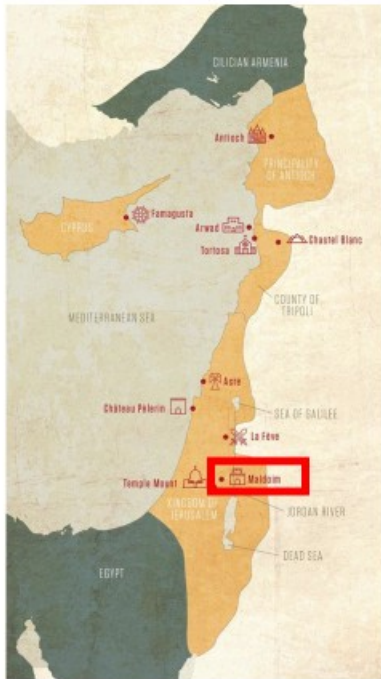 CILICIAN ARMENIA
Antioch
PRINCIPALITY
OF ANTIOCH
Famagusta
CYPRUS
Arwad
Tortosa
Chastel Blanc
COUNTY OF
TRIPOLI
MEDITERRANEAN SEA
Acre
Château Pèlerin
SEA OF GALILEE
La Fève
Temple Mount
Maldoim
KINGDOM OF
JERUSALEM
JORDAN RIVER
DEAD SEA
EGYPT